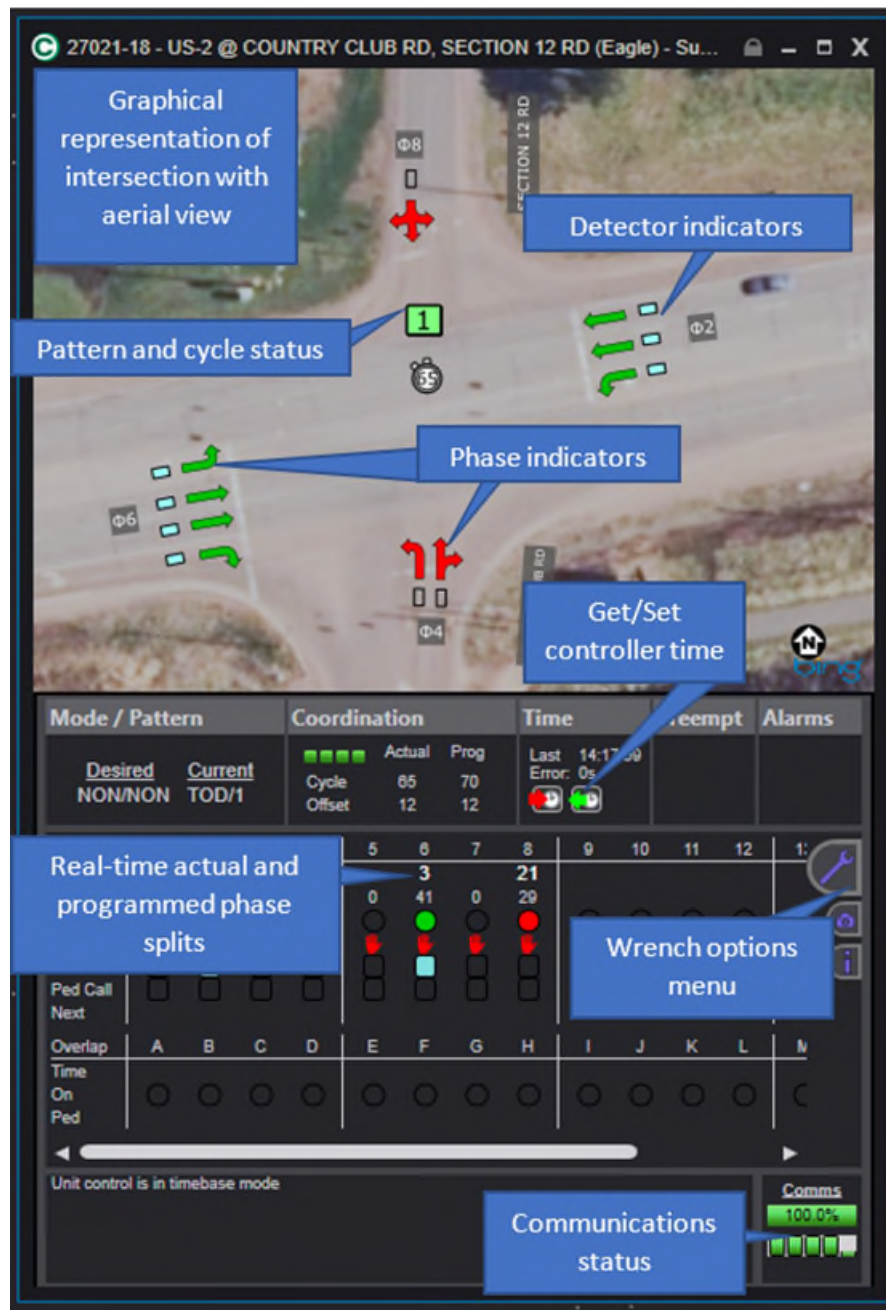 27021-18 - US-2 @ COUNTRY CLUB RD, SECTION 12 RD (Eagle) - Su...
Graphical
representation of
intersection with
aerial view
Φ8
SECTION 12 RD
Detector indicators
1
Φ2
Pattern and cycle status
65
Phase indicators
Φ6
Φ4
RD
Get/Set
controller time
N
bing
Mode / Pattern Coordination Time Alarms
Actual Prog
Desired Current
NON/NON TOD/1
Cycle 65 70
Offset 12 12
Last
Error: 0s
Real-time actual and
programmed phase
splits
5 6 7 8 9 10 11 12
3 21
0 41 0 29
Wrench options
menu
i
Ped Call
Next
Overlap A B C D E F G H I J K L
Time
On
Ped
Unit control is in timebase mode
Comms
100.0%
Communications
status